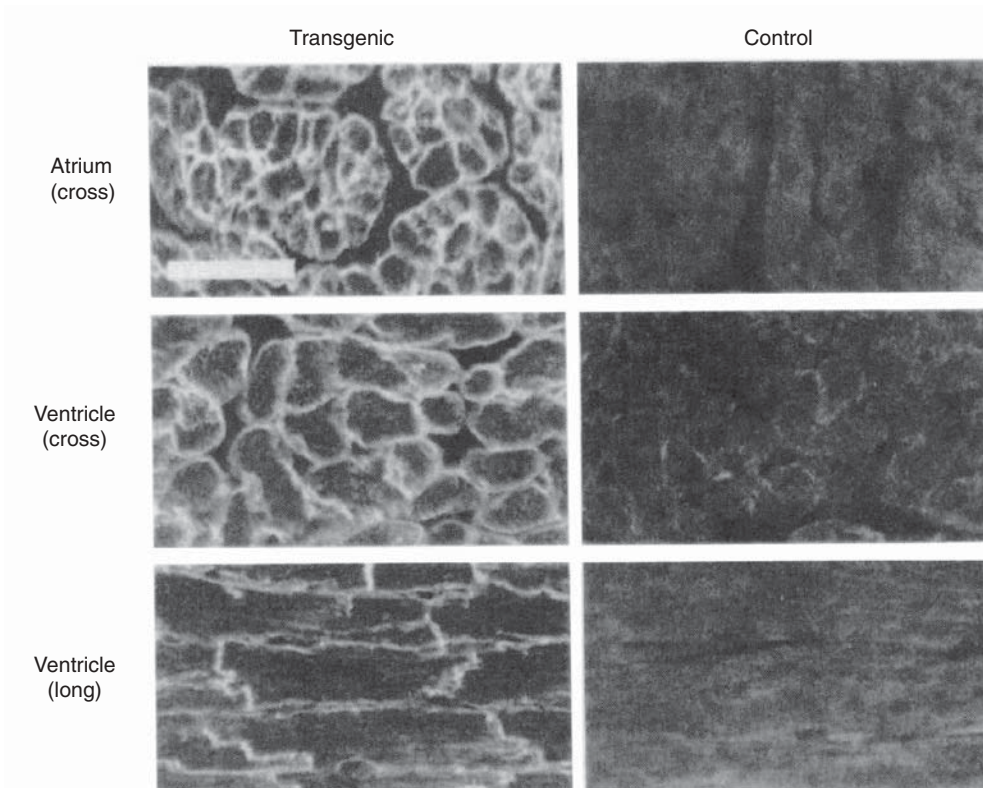 Transgenic
Control
Atrium
(cross)
Ventricle
(cross)
Ventricle
(long)